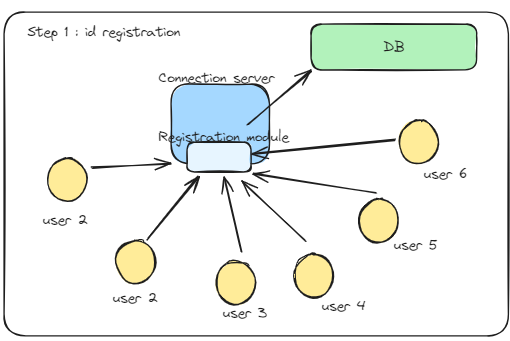 Step 1 : id registration
DB
Connection server
Registration module
user 6
user 2
user 5
user 2
user 3
user 4